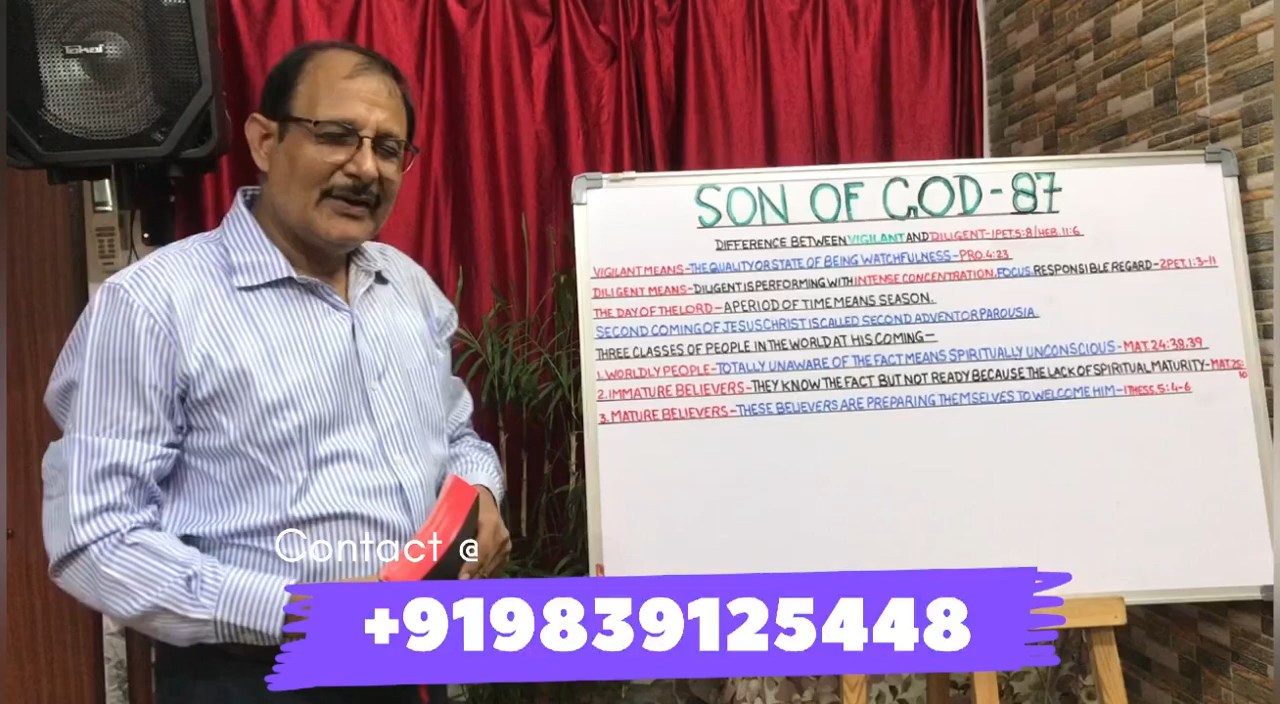 Tokai
SON OF GOD-87
DIFFERENCE BETWEEN VIGILANT AND DILIGENT-1PET.5:8/HEB.11:6
VIGILANT MEANS-THE QUALITY OR STATE OF BEING WATCHFULNESS-PRO.4:23
DILIGENT MEANS-DILIGENT IS PERFORMING WITH INTENSE CONCENTRATION, FOCUS, RESPONSIBLE REGARD-2PET.1:3-11
THE DAY OF THE LORD-A PERIOD OF TIME MEANS SEASON.
SECOND COMING OF JESUS CHRIST IS CALLED SECOND ADVENT OR PAROUSIA.
THREE CLASSES OF PEOPLE IN THE WORLD AT HIS COMING-
1. WORLDLY PEOPLE-TOTALLY UNAWARE OF THE FACT MEANS SPIRITUALLY UNCONSCIOUS-MAT.24:38,39
2. IMMATURE BELIEVERS-THEY KNOW THE FACT BUT NOT READY BECAUSE THE LACK OF SPIRITUAL MATURITY-MAT.25:10
3. MATURE BELIEVERS-THESE BELIEVERS ARE PREPARING THEMSELVES TO WELCOME HIM-1THESS.5:4-6
Contact @
+919839125448